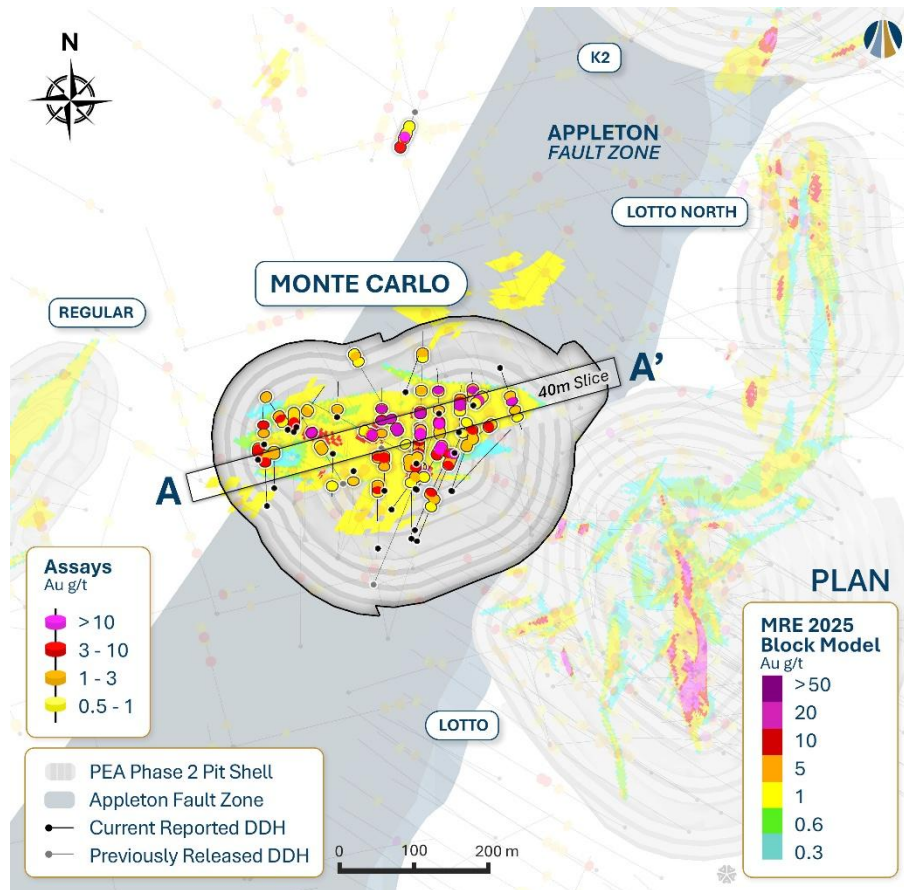 N
K2
APPLETON
FAULT ZONE
LOTTO NORTH
MONTE CARLO
REGULAR
A'
40m Slice
A
Assays
Au g/t
> 10
3 - 10
1 - 3
0.5 - 1
PLAN
MRE 2025
Block Model
Au g/t
>50
20
10
5
1
0.6
0.3
LOTTO
PEA Phase 2 Pit Shell
Appleton Fault Zone
Current Reported DDH
Previously Released DDH
0 100 200 m